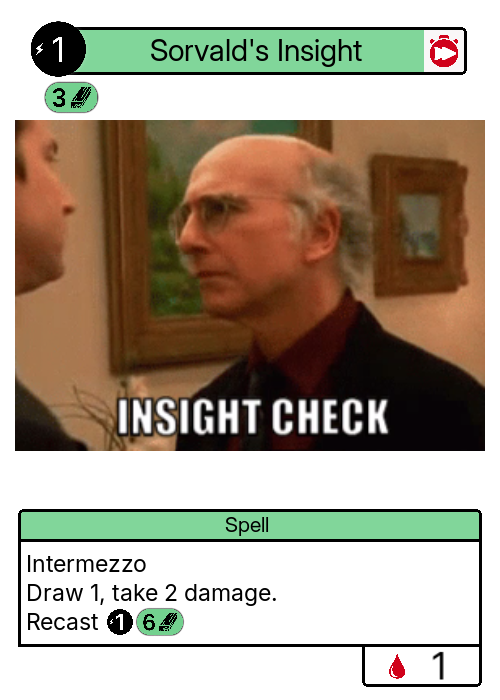 1 Sorvald's Insight
3
INSIGHT CHECK
Spell
Intermezzo
Draw 1, take 2 damage.
Recast 1 6
1